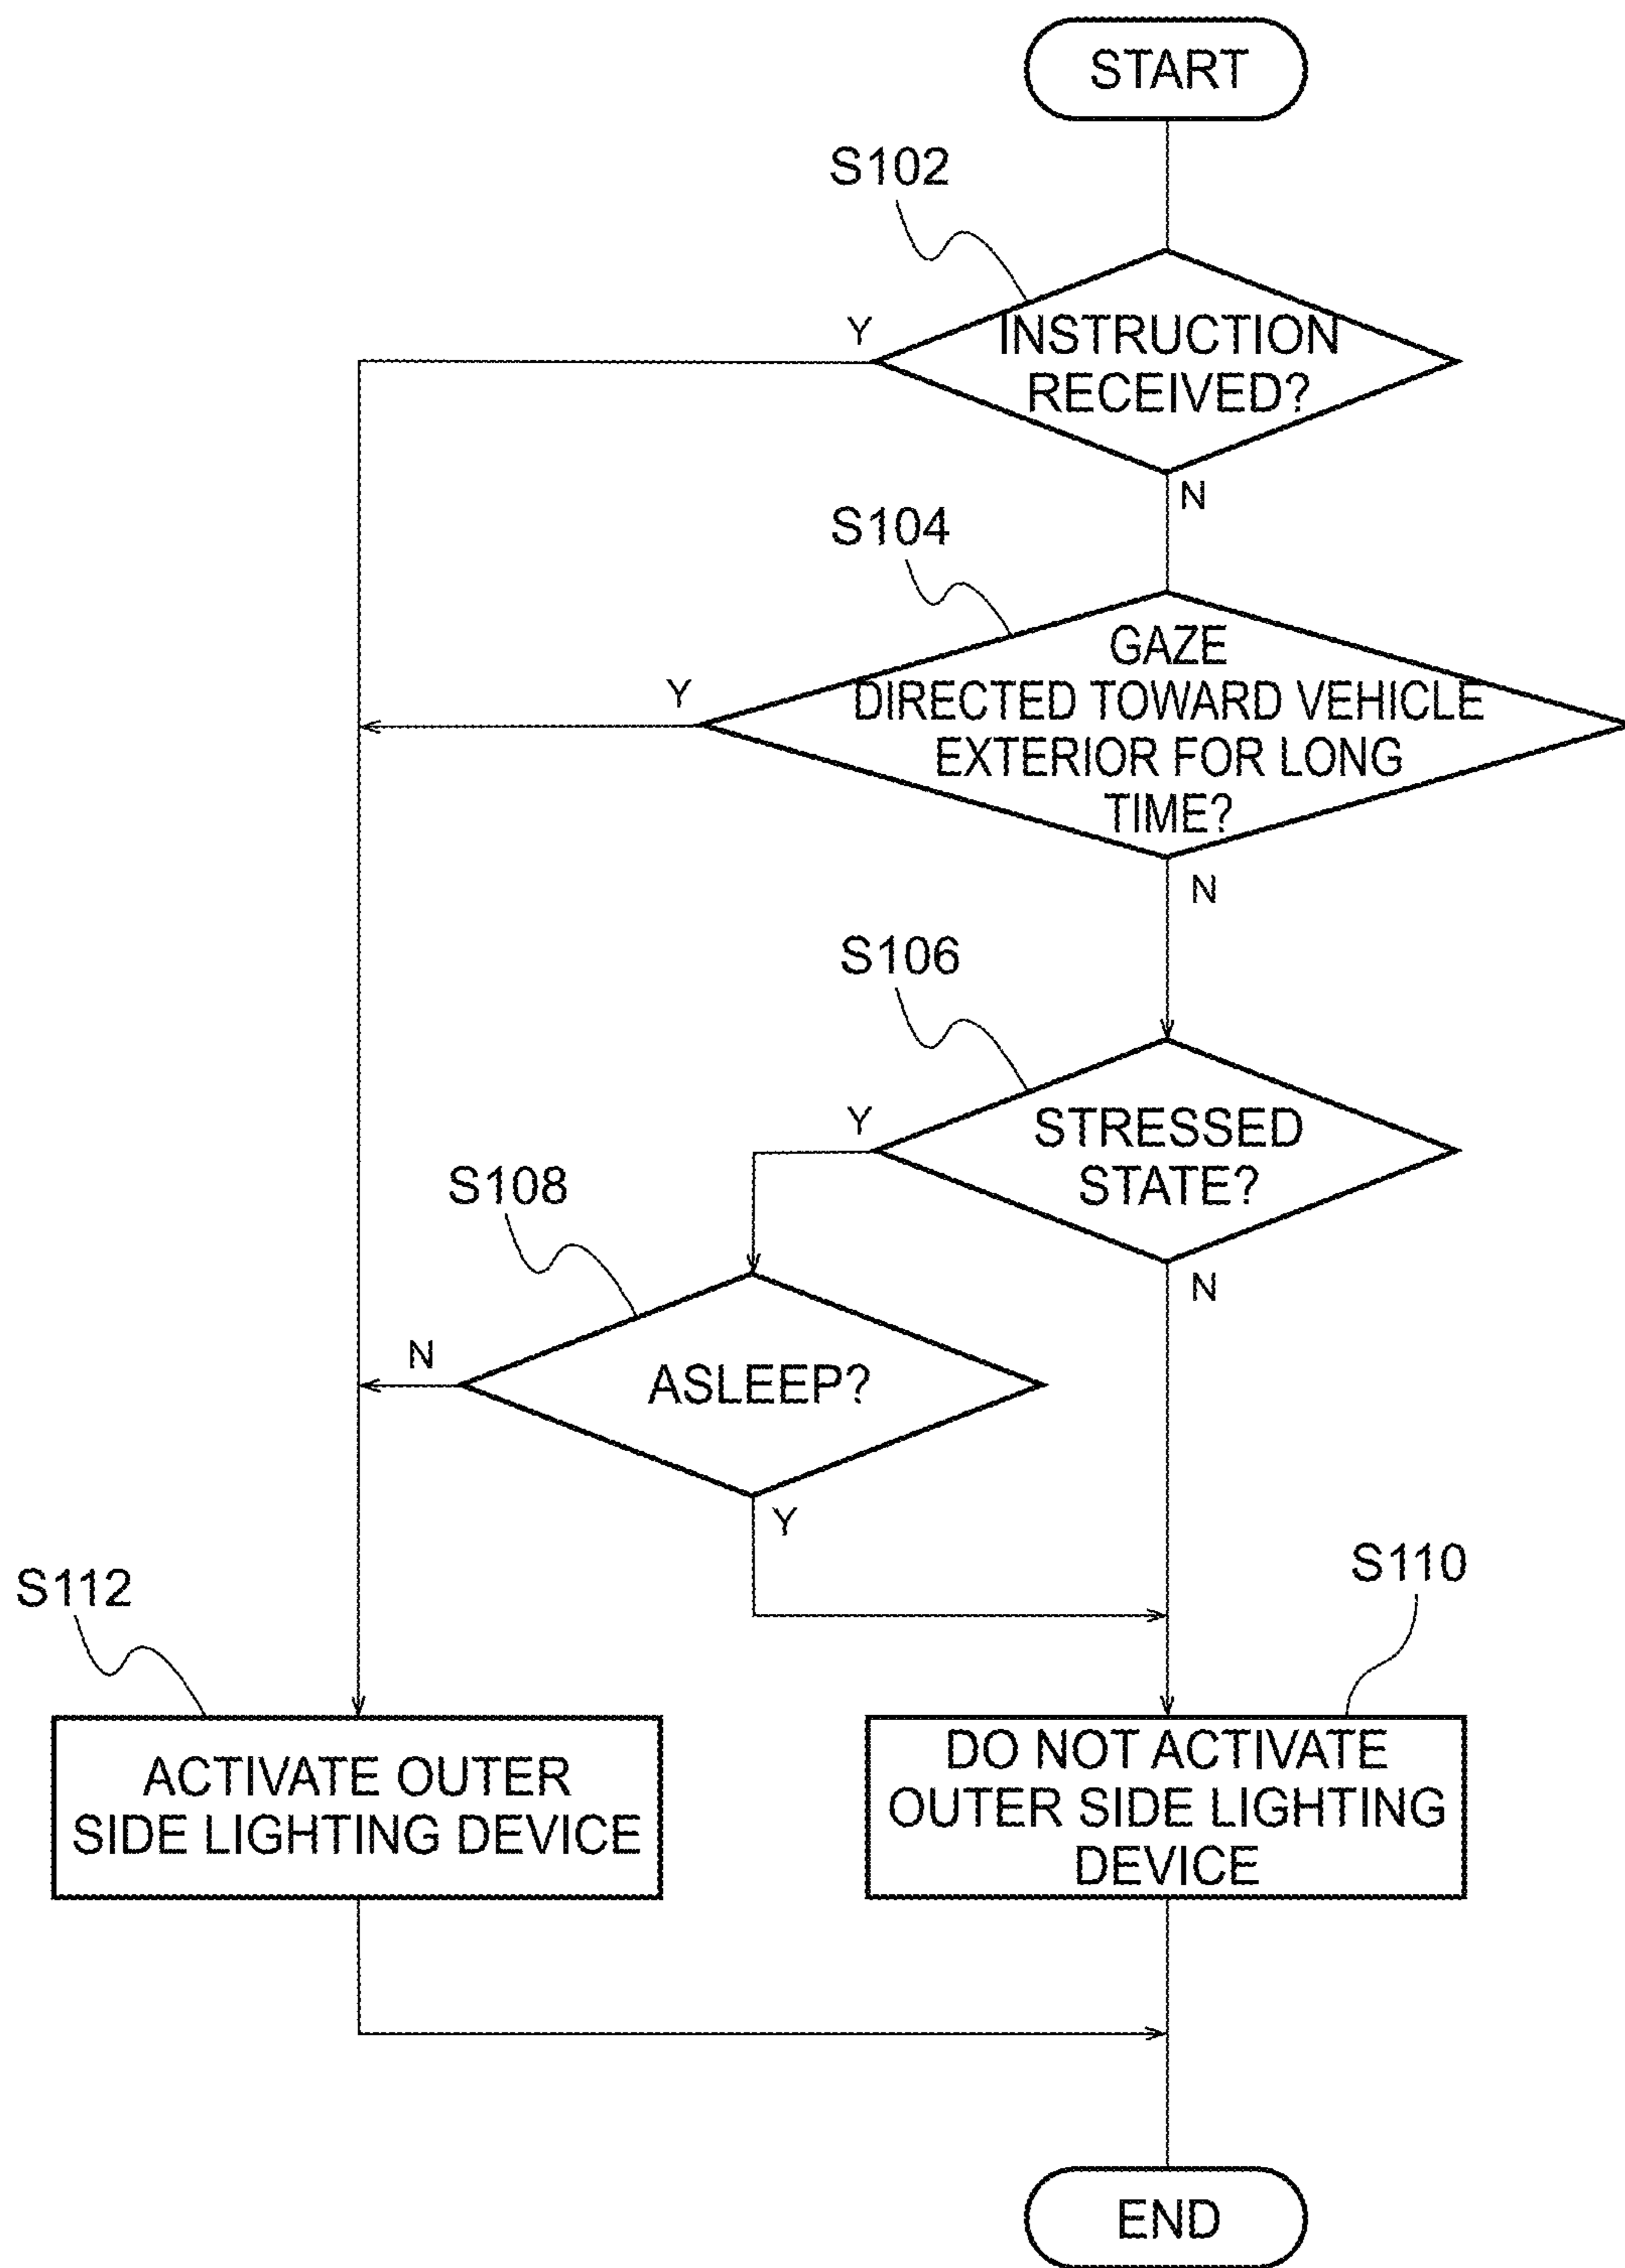 START
S102
Y
INSTRUCTION
RECEIVED?
N
S104
Y
GAZE
DIRECTED TOWARD VEHICLE
EXTERIOR FOR LONG
TIME?
N
S106
Y
STRESSED
STATE?
N
S108
N
ASLEEP?
Y
S112
S110
ACTIVATE OUTER
SIDE LIGHTING DEVICE
DO NOT ACTIVATE
OUTER SIDE LIGHTING
DEVICE
END